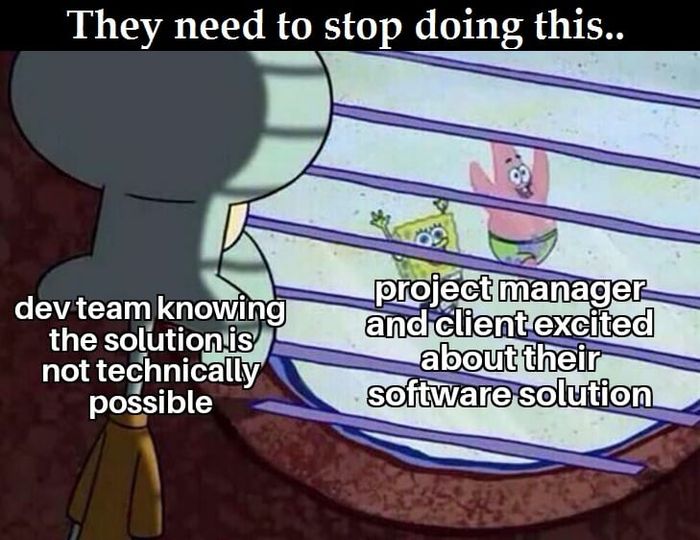 They need to stop doing this..
dev team knowing
the solution is
not technically
possible
project manager
and client excited
about their
software solution